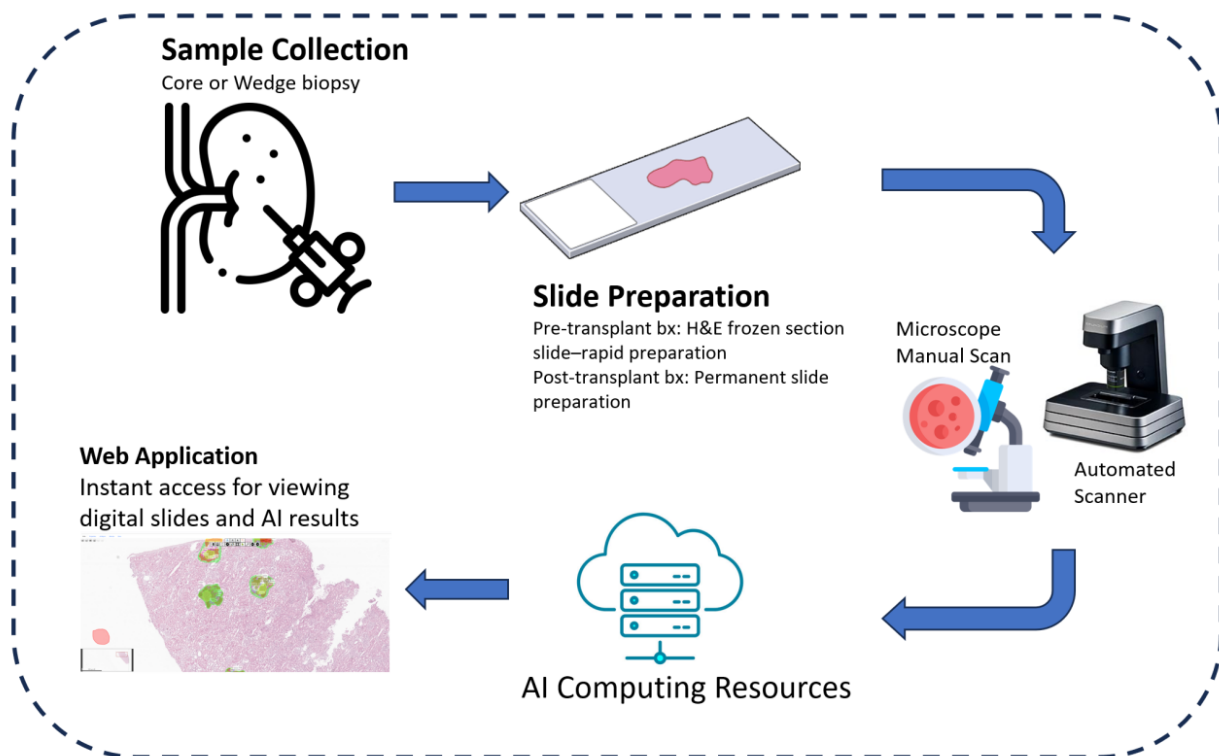 Sample Collection
Core or Wedge biopsy
Slide Preparation
Pre-transplant bx: H&E frozen section
slide–rapid preparation
Post-transplant bx: Permanent slide
preparation
Microscope
Manual Scan
Automated
Scanner
AI Computing Resources
Web Application
Instant access for viewing
digital slides and AI results